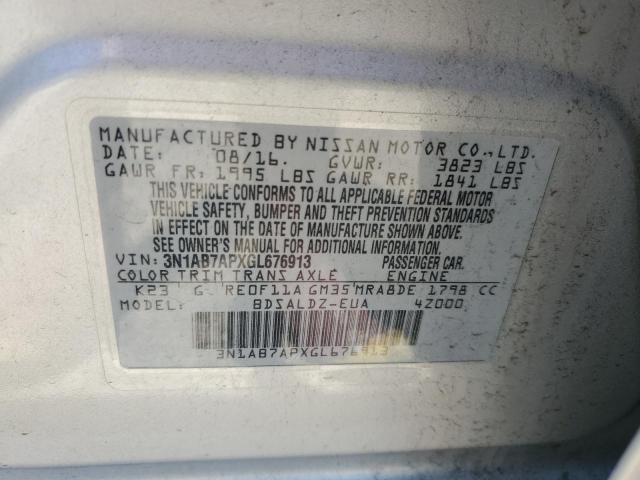 MANUFACTURED BY NISSAN MOTOR CO.,LTD.
DATE: 08/16. GVWR: 3823 LBS
GAWR FR: 1995 LBS GAWR RR: 1841 LBS
THIS VEHICLE CONFORMS TO ALL APPLICABLE FEDERAL MOTOR
VEHICLE SAFETY, BUMPER AND THEFT PREVENTION STANDARDS
IN EFFECT ON THE DATE OF MANUFACTURE SHOWN ABOVE.
SEE OWNER'S MANUAL FOR ADDITIONAL INFORMATION.
VIN: 3N1AB7APXGL676913 PASSENGER CAR.
COLOR TRIM TRANS AXLE ENGINE
K23 G RE0F11A GM35 MRA8DE 1798 CC
MODEL: BDSALDZ-EUA 4Z000
3N1AB7APXGL676913